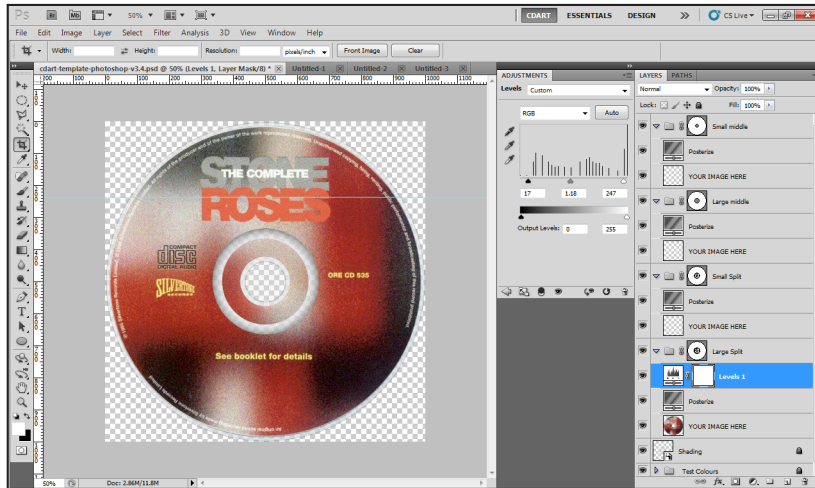 PS Br Mb 50% CDART ESSENTIALS DESIGN CS Live
File Edit Image Layer Select Filter Analysis 3D View Window Help
Width: Height: Resolution: pixels/inch Front Image Clear
cdart-template-photoshop-v3.4.psd @ 50% (Levels 1, Layer Mask/8) * Untitled-1 Untitled-2 Untitled-3
STONE
THE COMPLETE
ROSES
COMPACT
disc
DIGITAL AUDIO
SILVERTONE
RECORDS
ORE CD 535
See booklet for details
50% Doc: 2.86M/11.8M
ADJUSTMENTS
Levels Custom
RGB Auto
17 1.18 247
Output Levels: 0 255
LAYERS PATHS
Normal Opacity: 100%
Lock: Fill: 100%
Small middle
Posterize
YOUR IMAGE HERE
Large middle
Posterize
YOUR IMAGE HERE
Small Split
Posterize
YOUR IMAGE HERE
Large Split
Levels 1
Posterize
YOUR IMAGE HERE
Shading
Test Colours
fx.